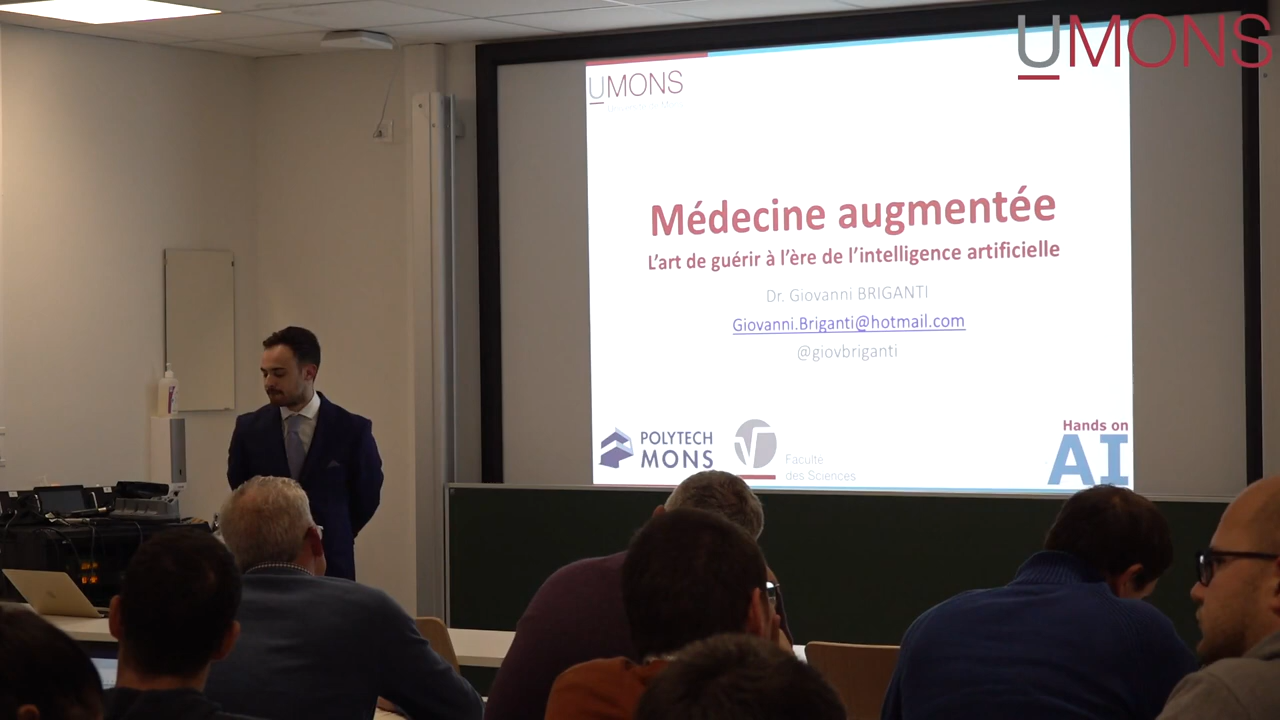 UMONS
UMONS
Médecine augmentée
L'art de guérir à l'ère de l'intelligence artificielle
Dr. Giovanni BRIGANTI
Giovanni.Briganti@hotmail.com
@giovbriganti
POLYTECH
MONS
Faculté
des Sciences
Hands on
AI